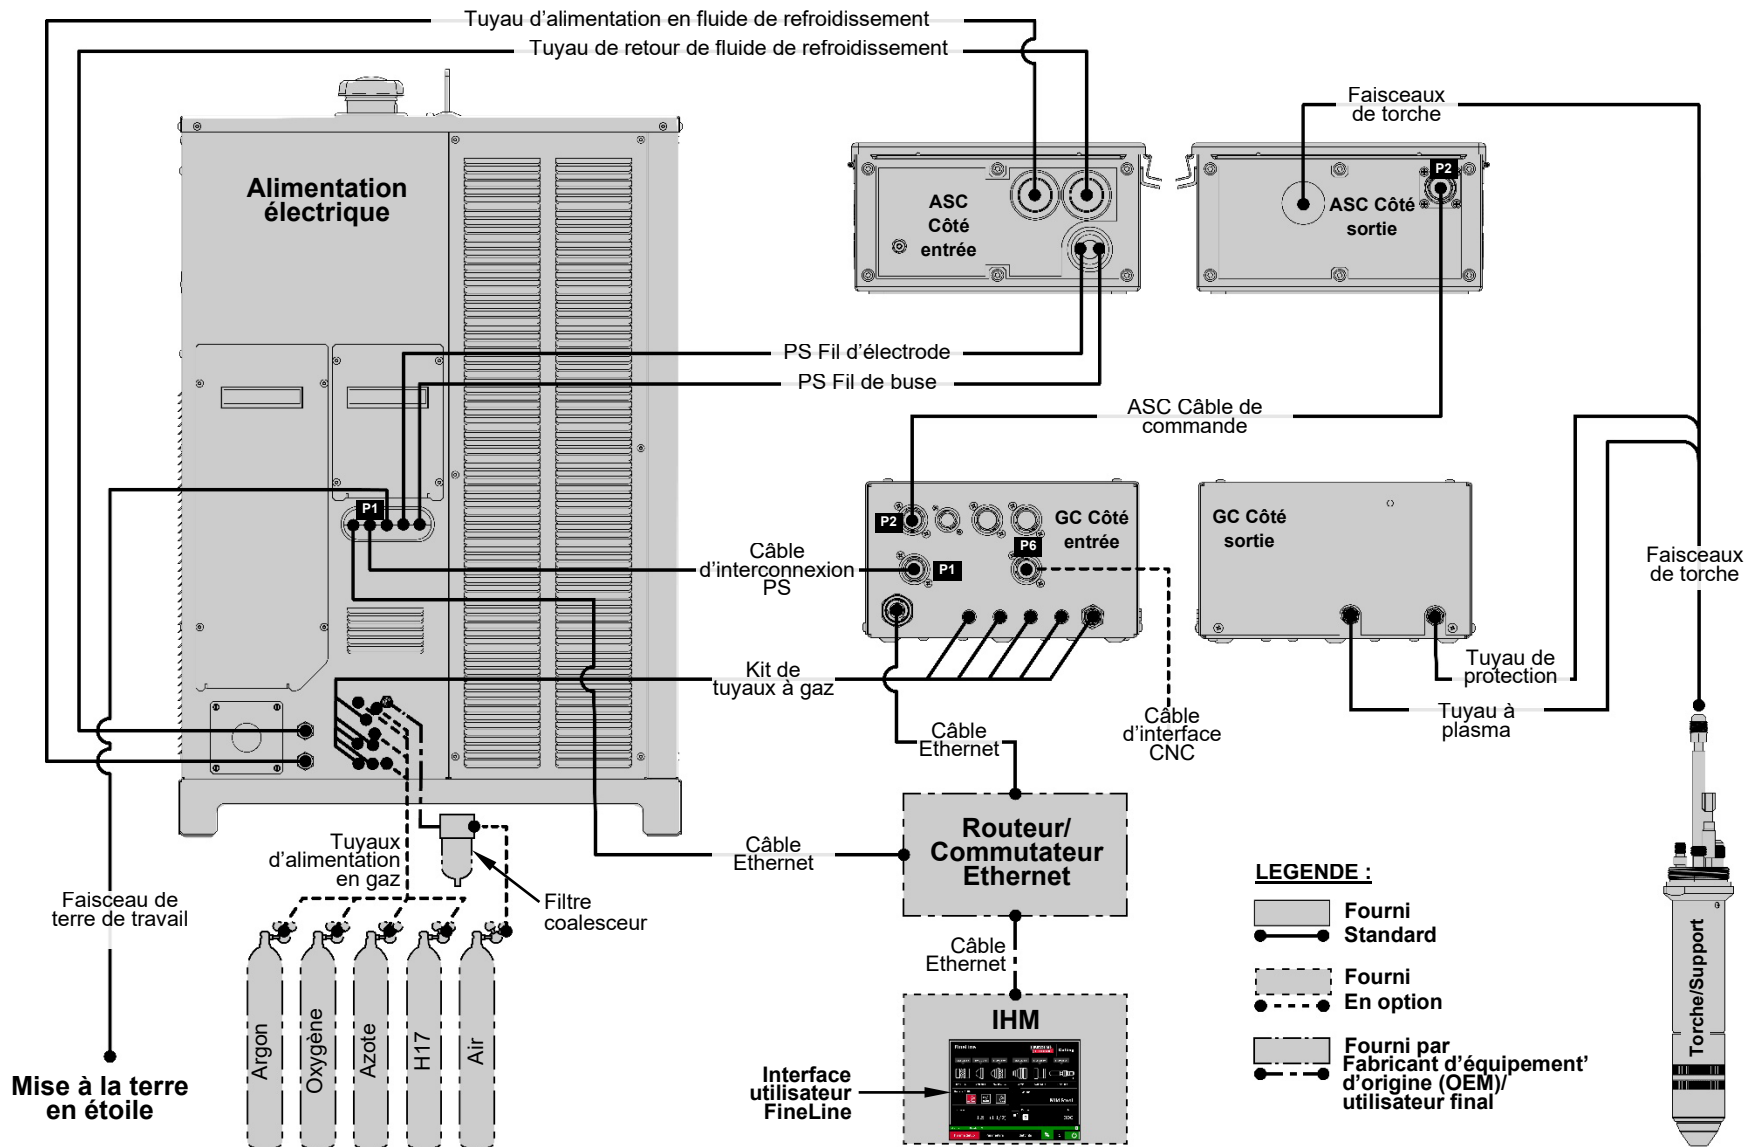 Tuyau d’alimentation en fluide de refroidissement
Tuyau de retour de fluide de refroidissement
Faisceaux
de torche
Alimentation
électrique
ASC
Côté
entrée
P2
ASC Côté
sortie
PS Fil d’électrode
PS Fil de buse
ASC Câble de
commande
P1
P2
GC Côté
entrée
P6
P1
GC Côté
sortie
Câble
d’interconnexion
PS
Faisceaux
de torche
Kit de
tuyaux à gaz
Tuyau de
protection
Tuyau à
plasma
Câble
Ethernet
Câble
d’interface
CNC
Routeur/
Commutateur
Ethernet
Câble
Ethernet
Tuyaux
d’alimentation
en gaz
Filtre
coalesceur
Faisceau de
terre de travail
Câble
Ethernet
Argon
Oxygène
Azote
H17
Air
Mise à la terre
en étoile
IHM
Interface
utilisateur
FineLine
LEGENDE :
Fourni
Standard
Fourni
En option
Fourni par
Fabricant d’équipement’
d’origine (OEM)/
utilisateur final
Torche/Support